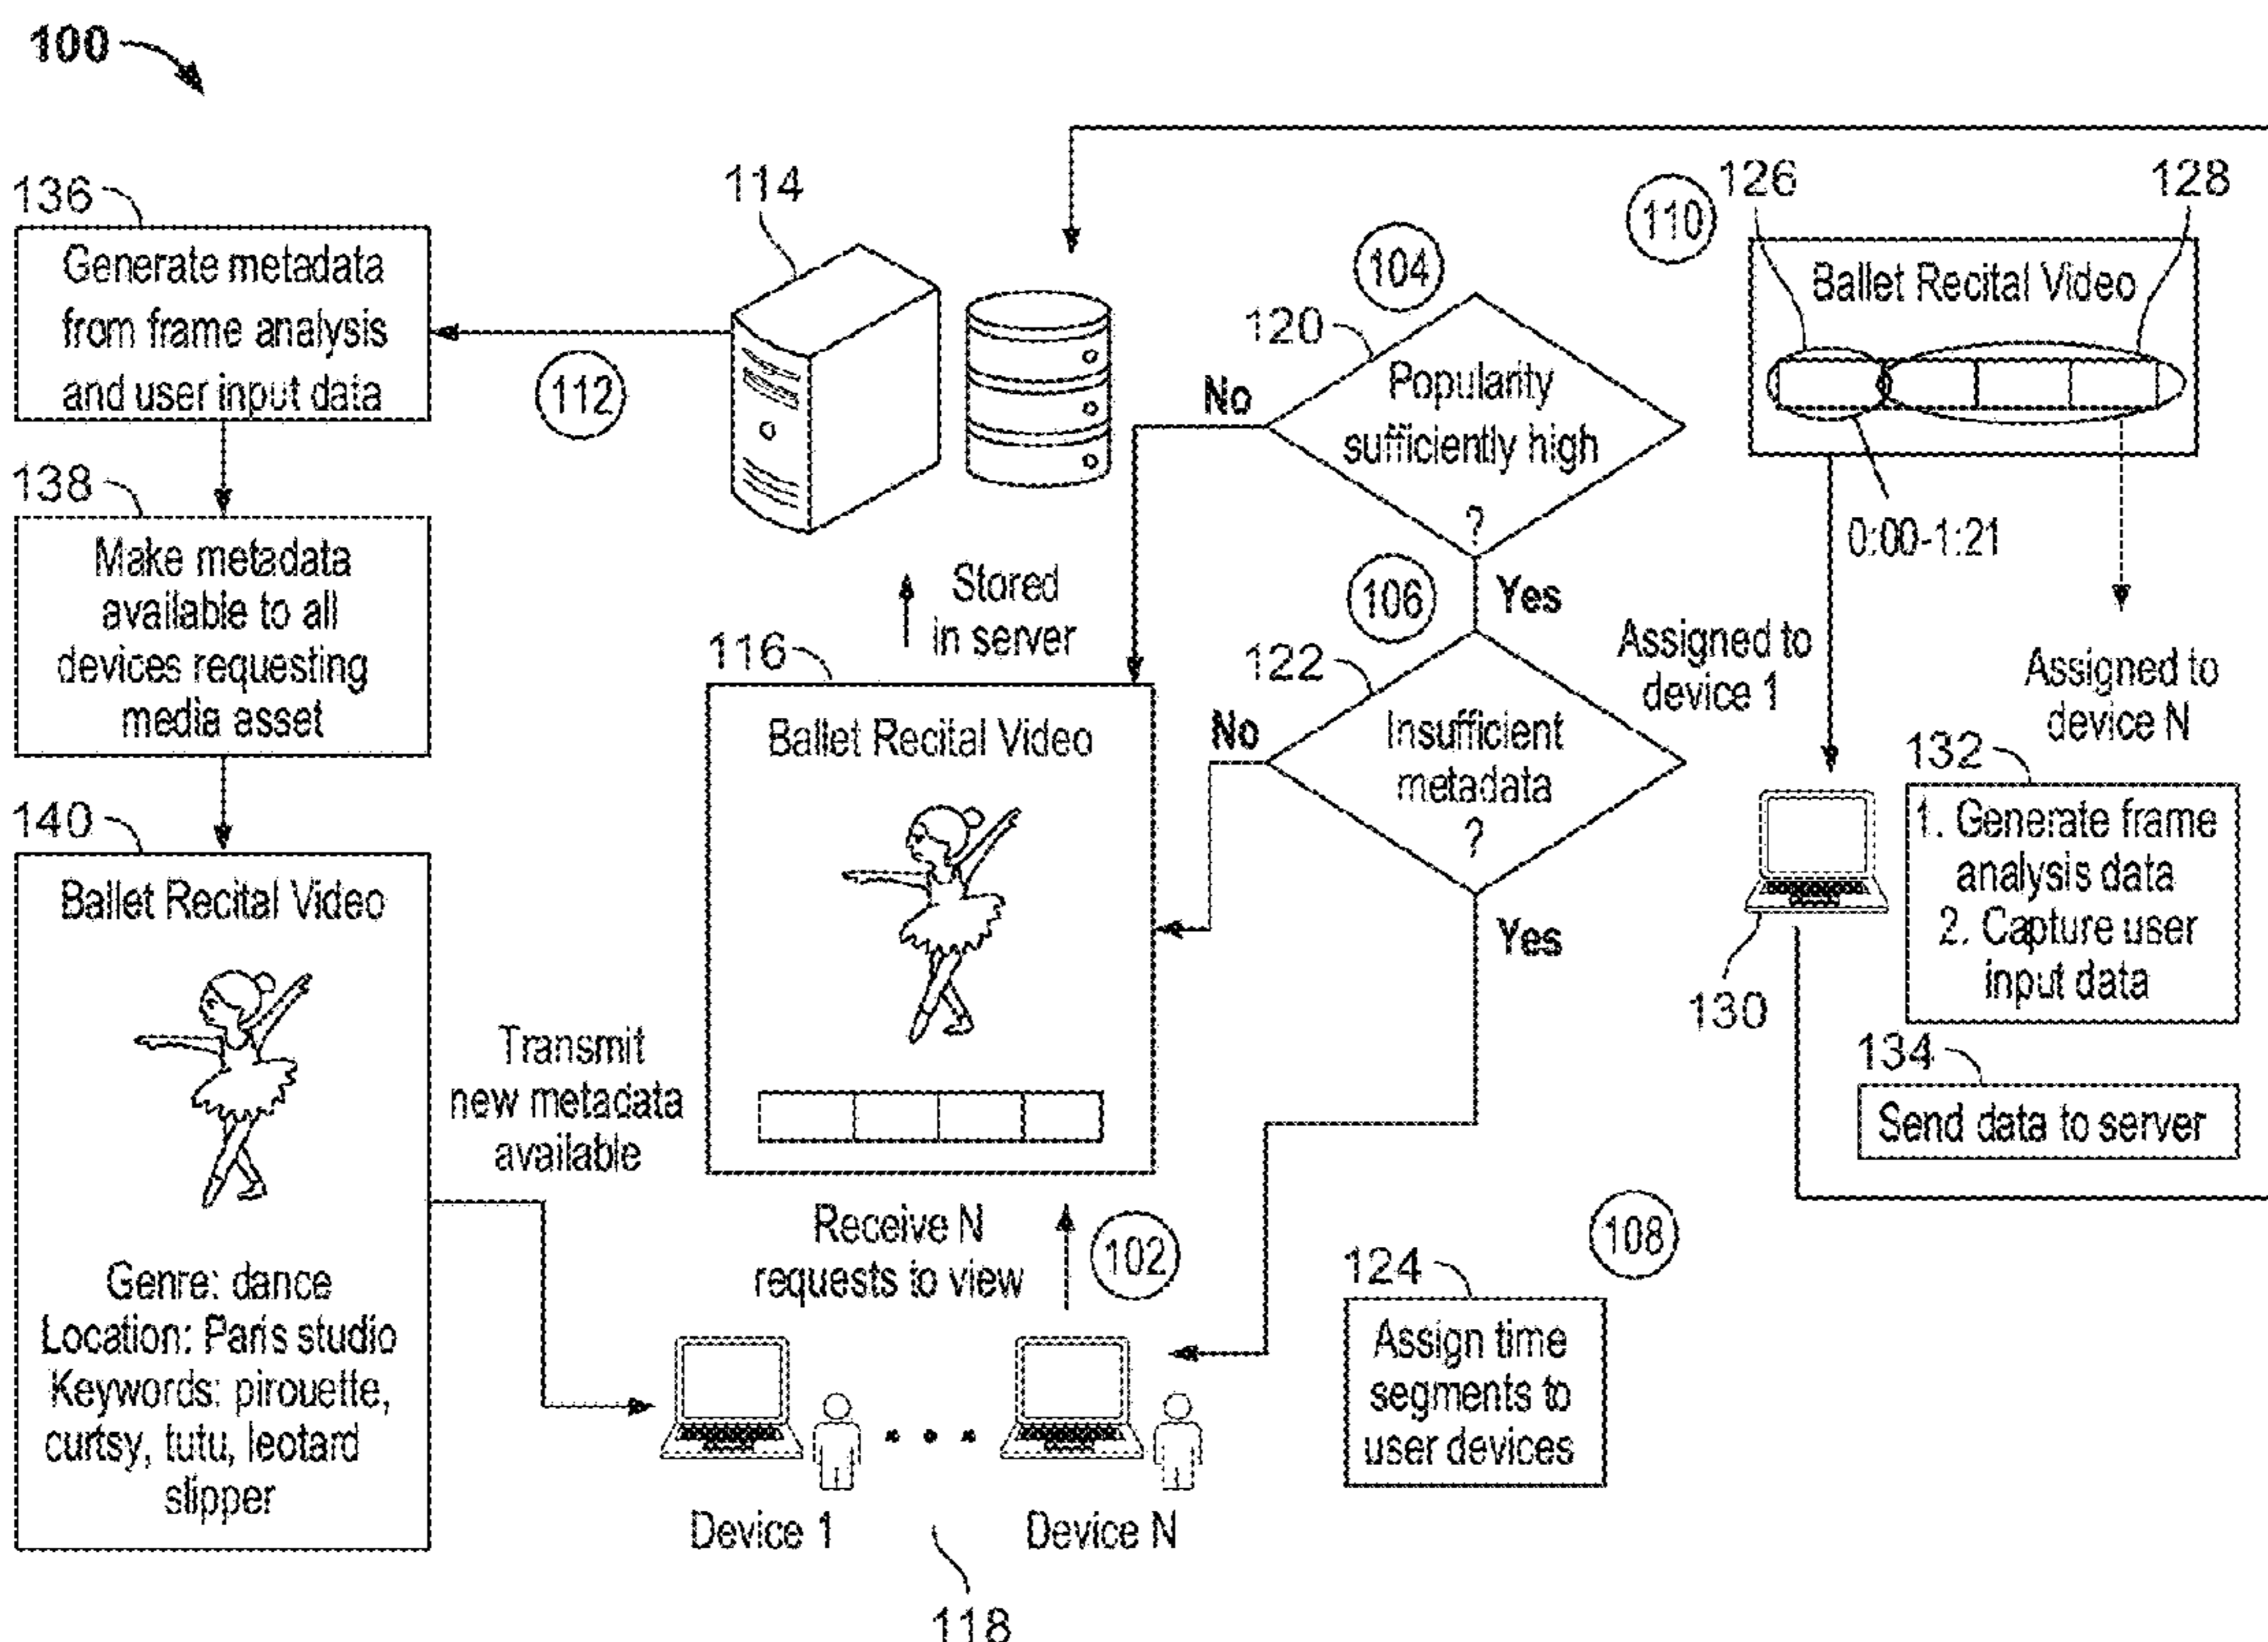 100
136
Generate metadata
from frame analysis
and user input data
112
138
Make metadata
available to all
devices requesting
media asset
140
Ballet Recital Video
Genre: dance
Location: Paris studio
Keywords: pirouette,
curtsy, tutu, leotard
slipper
Transmit
new metadata
available
114
Stored
in server
116
Ballet Recital Video
Receive N
requests to view
102
Device 1
Device N
118
104
120
Popularity
sufficiently high
?
No
Yes
106
122
Insufficient
metadata
?
No
Yes
108
124
Assign time
segments to
user devices
110
126
128
Ballet Recital Video
0:00-1:21
Assigned to
device 1
Assigned to
device N
130
132
1. Generate frame
analysis data
2. Capture user
input data
134
Send data to server